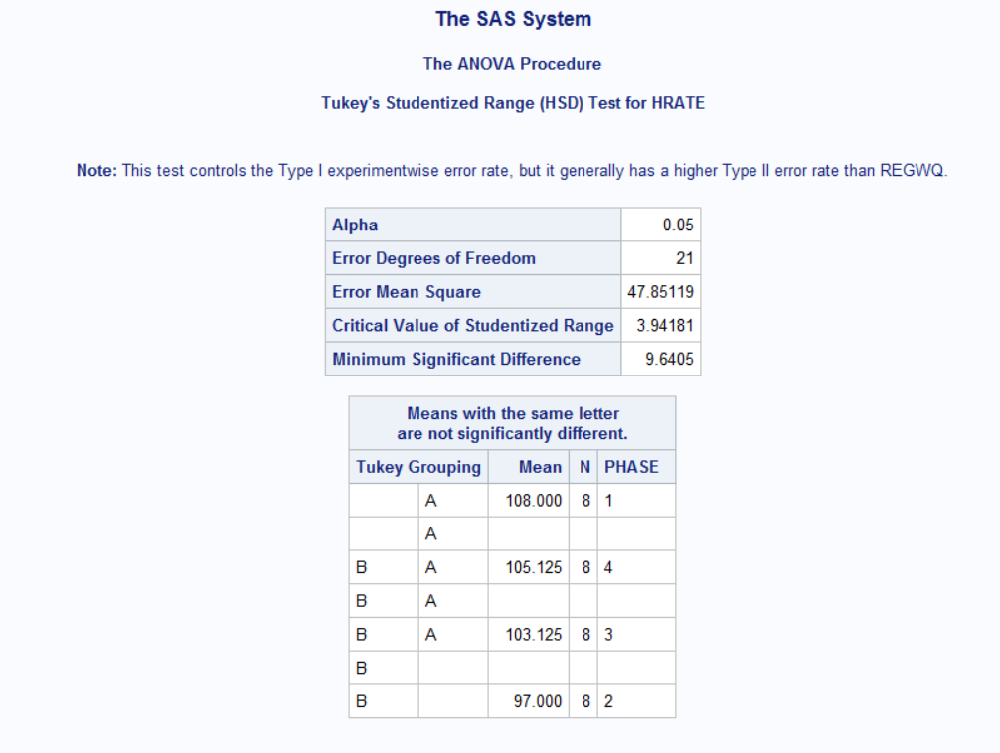 The SAS System
The ANOVA Procedure
Tukey's Studentized Range (HSD) Test for HRATE
Note: This test controls the Type I experimentwise error rate, but it generally has a higher Type II error rate than REGWQ.
Alpha 0.05
Error Degrees of Freedom 21
Error Mean Square 47.85119
Critical Value of Studentized Range 3.94181
Minimum Significant Difference 9.6405
Means with the same letter
are not significantly different.
Tukey Grouping Mean N PHASE
A 108.000 8 1
A
B A 105.125 8 4
B A
B A 103.125 8 3
B
B 97.000 8 2